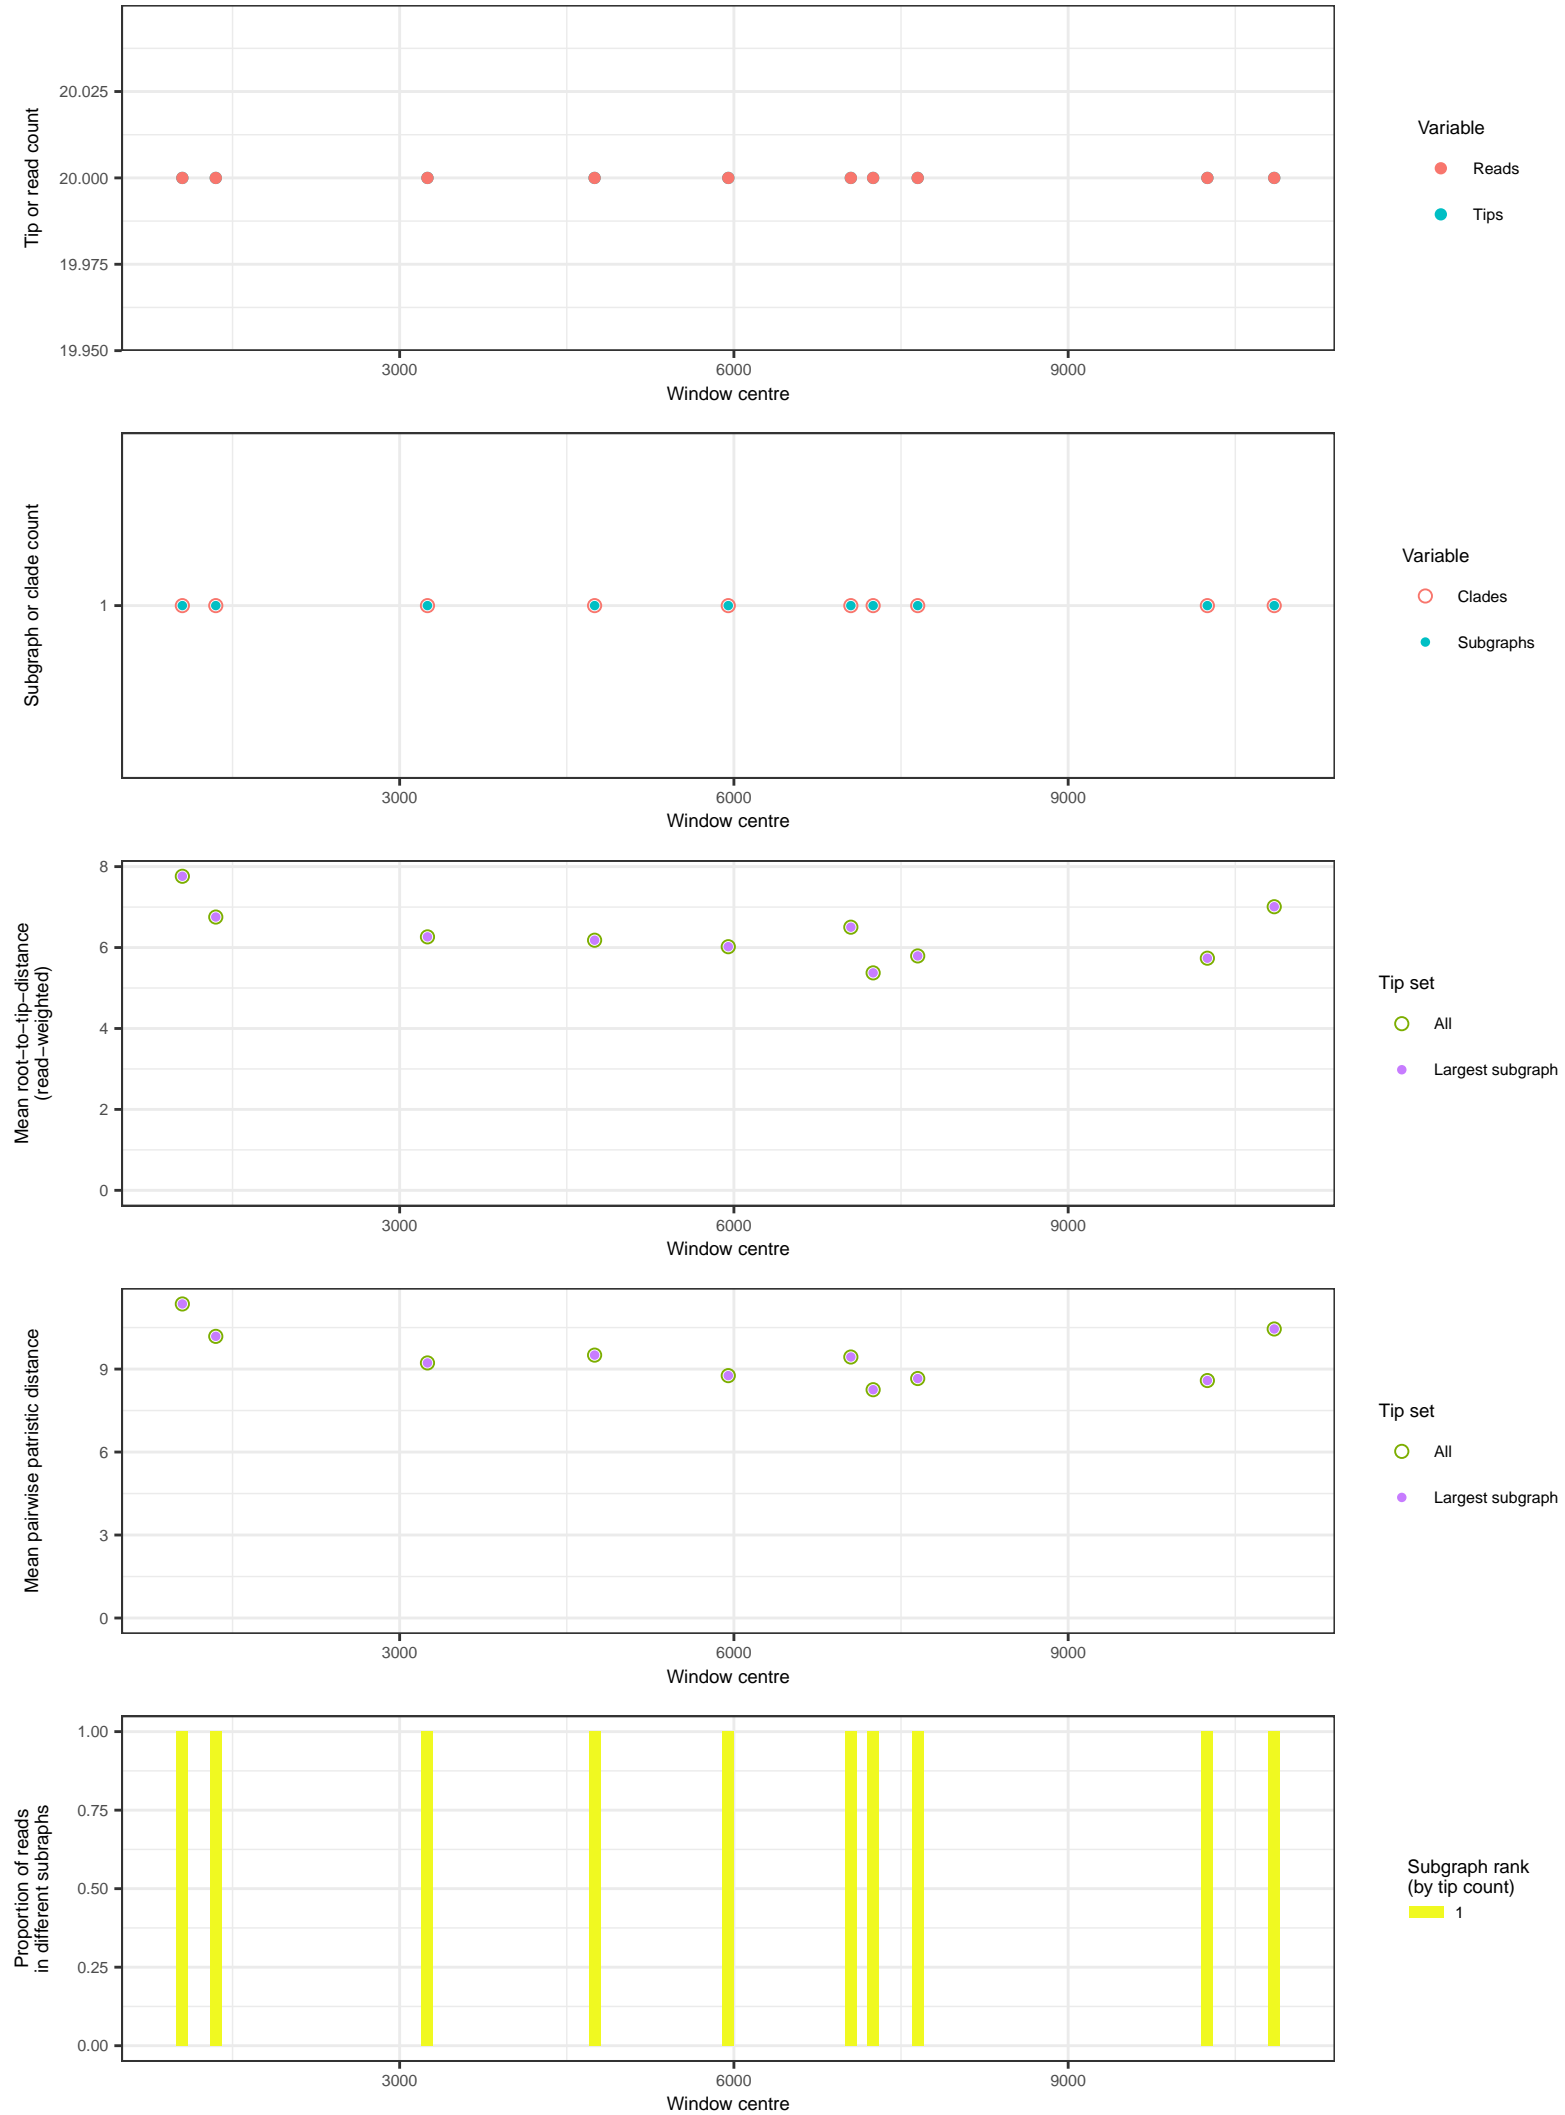 Tip or read count
20.025
20.000
19.975
19.950
3000
6000
9000
Window centre
Variable
Reads
Tips
Subgraph or clade count
1
3000
6000
9000
Window centre
Variable
Clades
Subgraphs
Mean root−to−tip−distance
(read−weighted)
8
6
4
2
0
3000
6000
9000
Window centre
Tip set
All
Largest subgraph
Mean pairwise patristic distance
9
6
3
0
3000
6000
9000
Window centre
Tip set
All
Largest subgraph
Proportion of reads
in different subraphs
1.00
0.75
0.50
0.25
0.00
3000
6000
9000
Window centre
Subgraph rank
(by tip count)
1